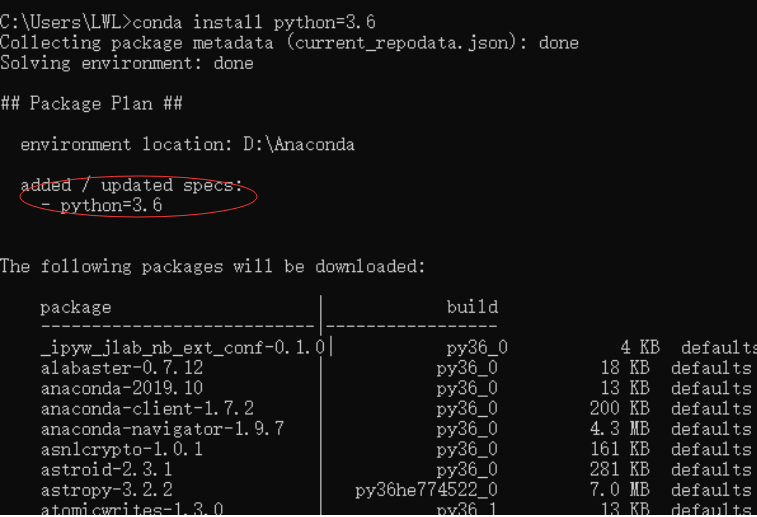 C:\Users\LWL>conda install python=3.6
Collecting package metadata (current_repodata.json): done
Solving environment: done
## Package Plan ##
environment location: D:\Anaconda
added / updated specs:
- python=3.6
The following packages will be downloaded:
package | build
---------------------------|-----------------
_ipyw_jlab_nb_ext_conf-0.1.0| py36_0 4 KB defaults
alabaster-0.7.12 | py36_0 18 KB defaults
anaconda-2019.10 | py36_0 13 KB defaults
anaconda-client-1.7.2 | py36_0 200 KB defaults
anaconda-navigator-1.9.7 | py36_0 4.3 MB defaults
asn1crypto-1.0.1 | py36_0 161 KB defaults
astroid-2.3.1 | py36_0 281 KB defaults
astropy-3.2.2 | py36he774522_0 7.0 MB defaults
atomicwrites-1.3.0 | py36_1 13 KB defaults